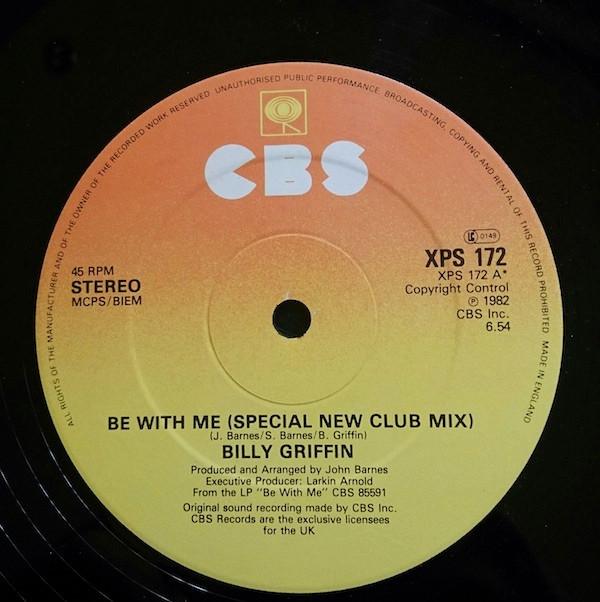 ALL RIGHTS OF THE MANUFACTURER AND OF THE OWNER OF THE RECORDED WORK RESERVED UNAUTHORISED PUBLIC PERFORMANCE, BROADCASTING, COPYING AND RENTAL OF THIS RECORD PROHIBITED MADE IN ENGLAND
CBS
LC 0149
XPS 172
XPS 172 A*
Copyright Control
℗ 1982
CBS Inc.
6.54
45 RPM
STEREO
MCPS/BIEM
BE WITH ME (SPECIAL NEW CLUB MIX)
(J. Barnes/S. Barnes/B. Griffin)
BILLY GRIFFIN
Produced and Arranged by John Barnes
Executive Producer: Larkin Arnold
From the LP "Be With Me" CBS 85591
Original sound recording made by CBS Inc.
CBS Records are the exclusive licensees
for the UK